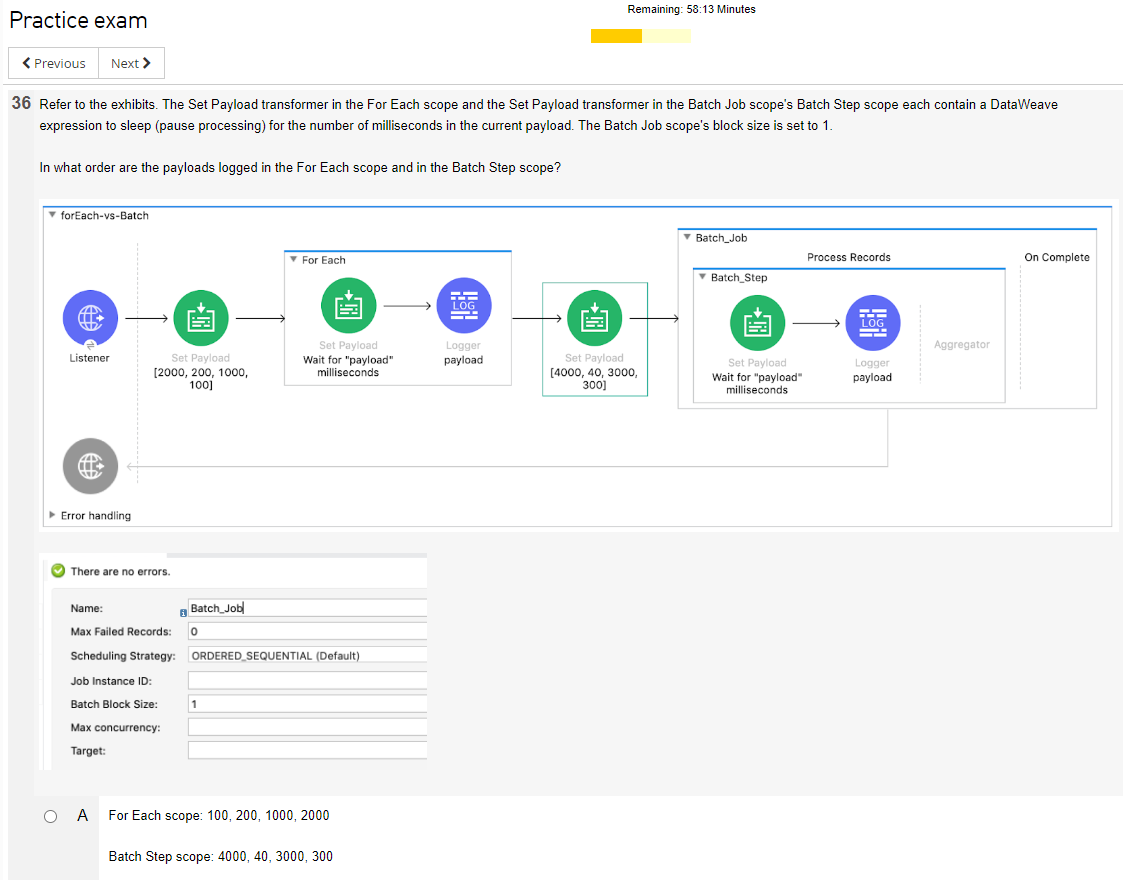 Practice exam
Remaining: 58:13 Minutes
Previous
Next
36 Refer to the exhibits. The Set Payload transformer in the For Each scope and the Set Payload transformer in the Batch Job scope's Batch Step scope each contain a DataWeave
expression to sleep (pause processing) for the number of milliseconds in the current payload. The Batch Job scope's block size is set to 1.
In what order are the payloads logged in the For Each scope and in the Batch Step scope?
forEach-vs-Batch
Listener
Set Payload
[2000, 200, 1000,
100]
For Each
Set Payload
Wait for "payload"
milliseconds
LOG
Logger
payload
Set Payload
[4000, 40, 3000,
300]
Batch_Job
Process Records
On Complete
Batch_Step
Set Payload
Wait for "payload"
milliseconds
LOG
Logger
payload
Aggregator
Error handling
There are no errors.
Name: Batch_Job
Max Failed Records: 0
Scheduling Strategy: ORDERED_SEQUENTIAL (Default)
Job Instance ID:
Batch Block Size: 1
Max concurrency:
Target:
A For Each scope: 100, 200, 1000, 2000
Batch Step scope: 4000, 40, 3000, 300